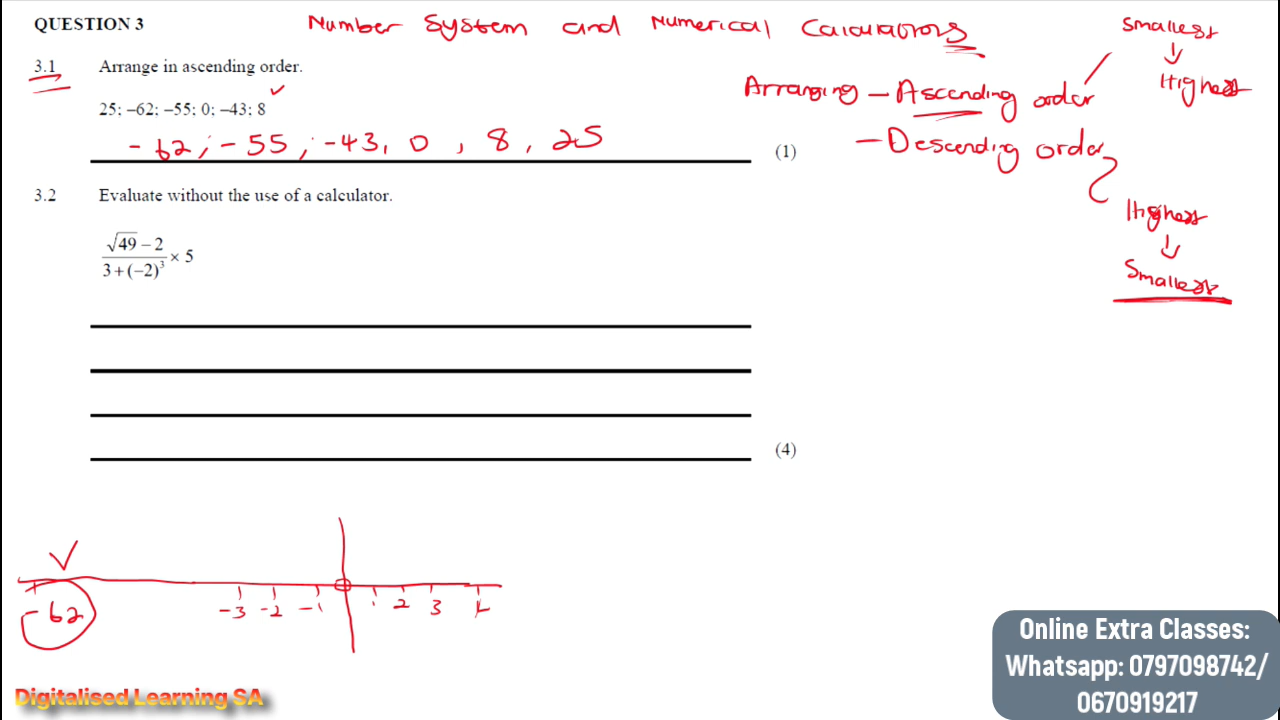 QUESTION 3
Number System and Numerical Calculations
3.1 Arrange in ascending order.
25; –62; –55; 0; –43; 8
-62; -55; -43, 0, 8, 25
(1)
Arranging - Ascending order
- Descending order
Smallest
↓
Highest
Highest
↓
Smallest
3.2 Evaluate without the use of a calculator.
√49 – 2
3 + (–2)³
× 5
(4)
-62 -3 -2 -1 1 2 3
Digitalised Learning SA
Online Extra Classes:
Whatsapp: 0797098742/
0670919217